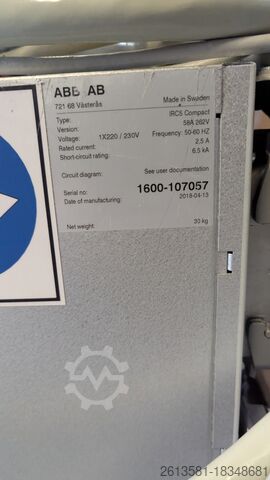 ABB AB
721 68 Västerås Made in Sweden
Type: IRC5 Compact
Version: 58A 262V
Voltage: 1X220 / 230V Frequency: 50-60 HZ
Rated current: 2,5 A
Short-circuit rating: 6.5 kA
Circuit diagram: See user documentation
Serial no: 1600-107057
Date of manufacturing: 2018-04-13
Net weight: 30 kg
2613581-18348681